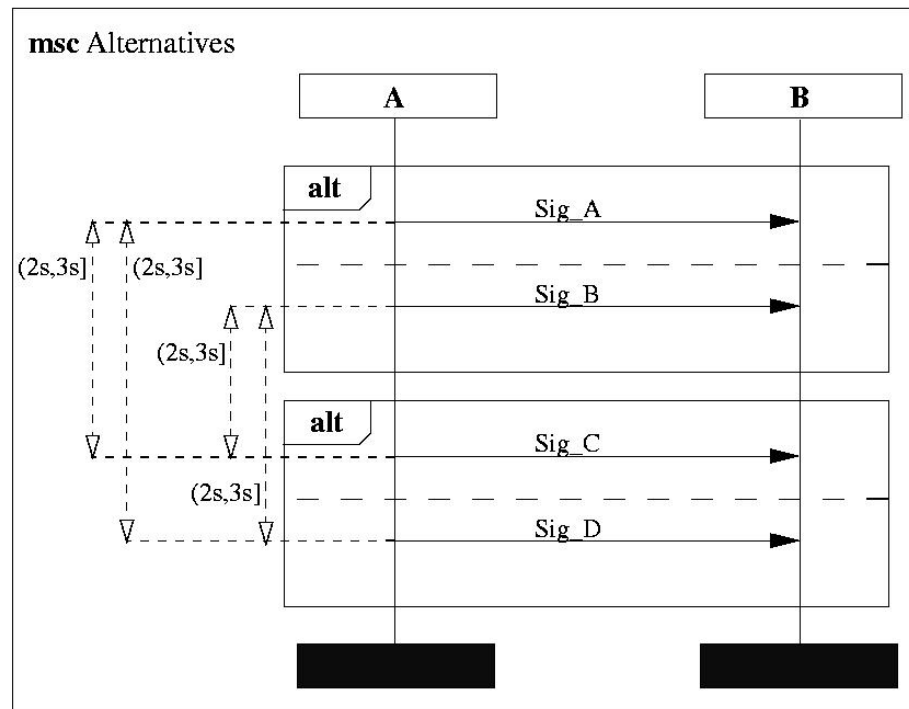 msc Alternatives
A
B
alt
Sig_A
(2s,3s]
(2s,3s]
Sig_B
(2s,3s]
alt
Sig_C
(2s,3s]
Sig_D